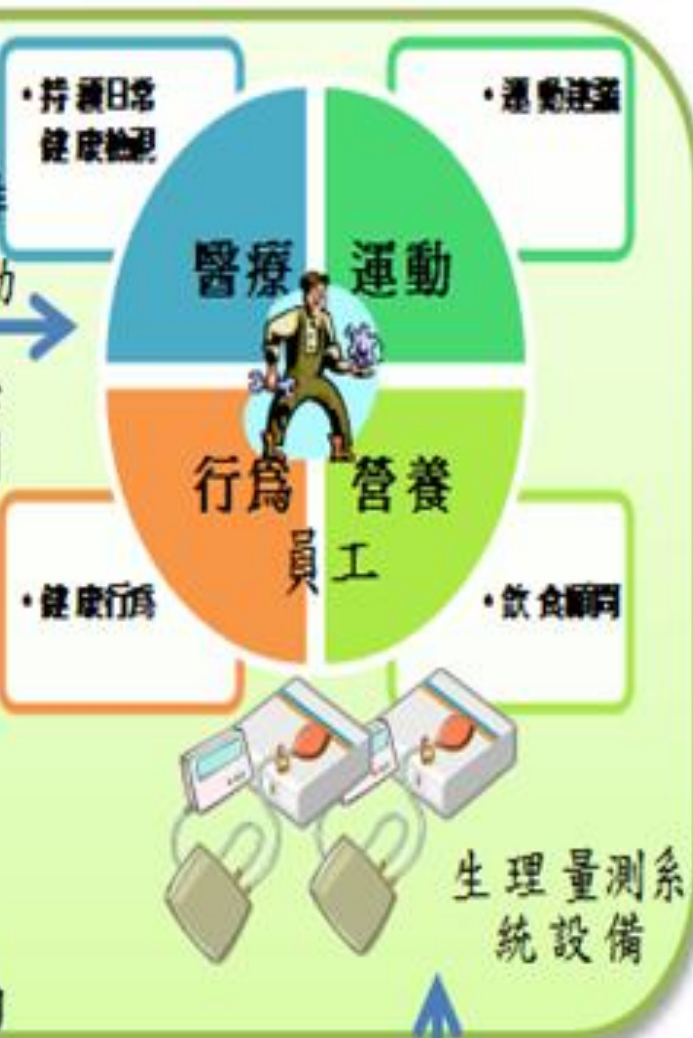 ・持續日常
健康檢視
・運動建議
醫療
運動
行為
營養
員工
・健康行為
・飲食顧問
生理量測系
統設備